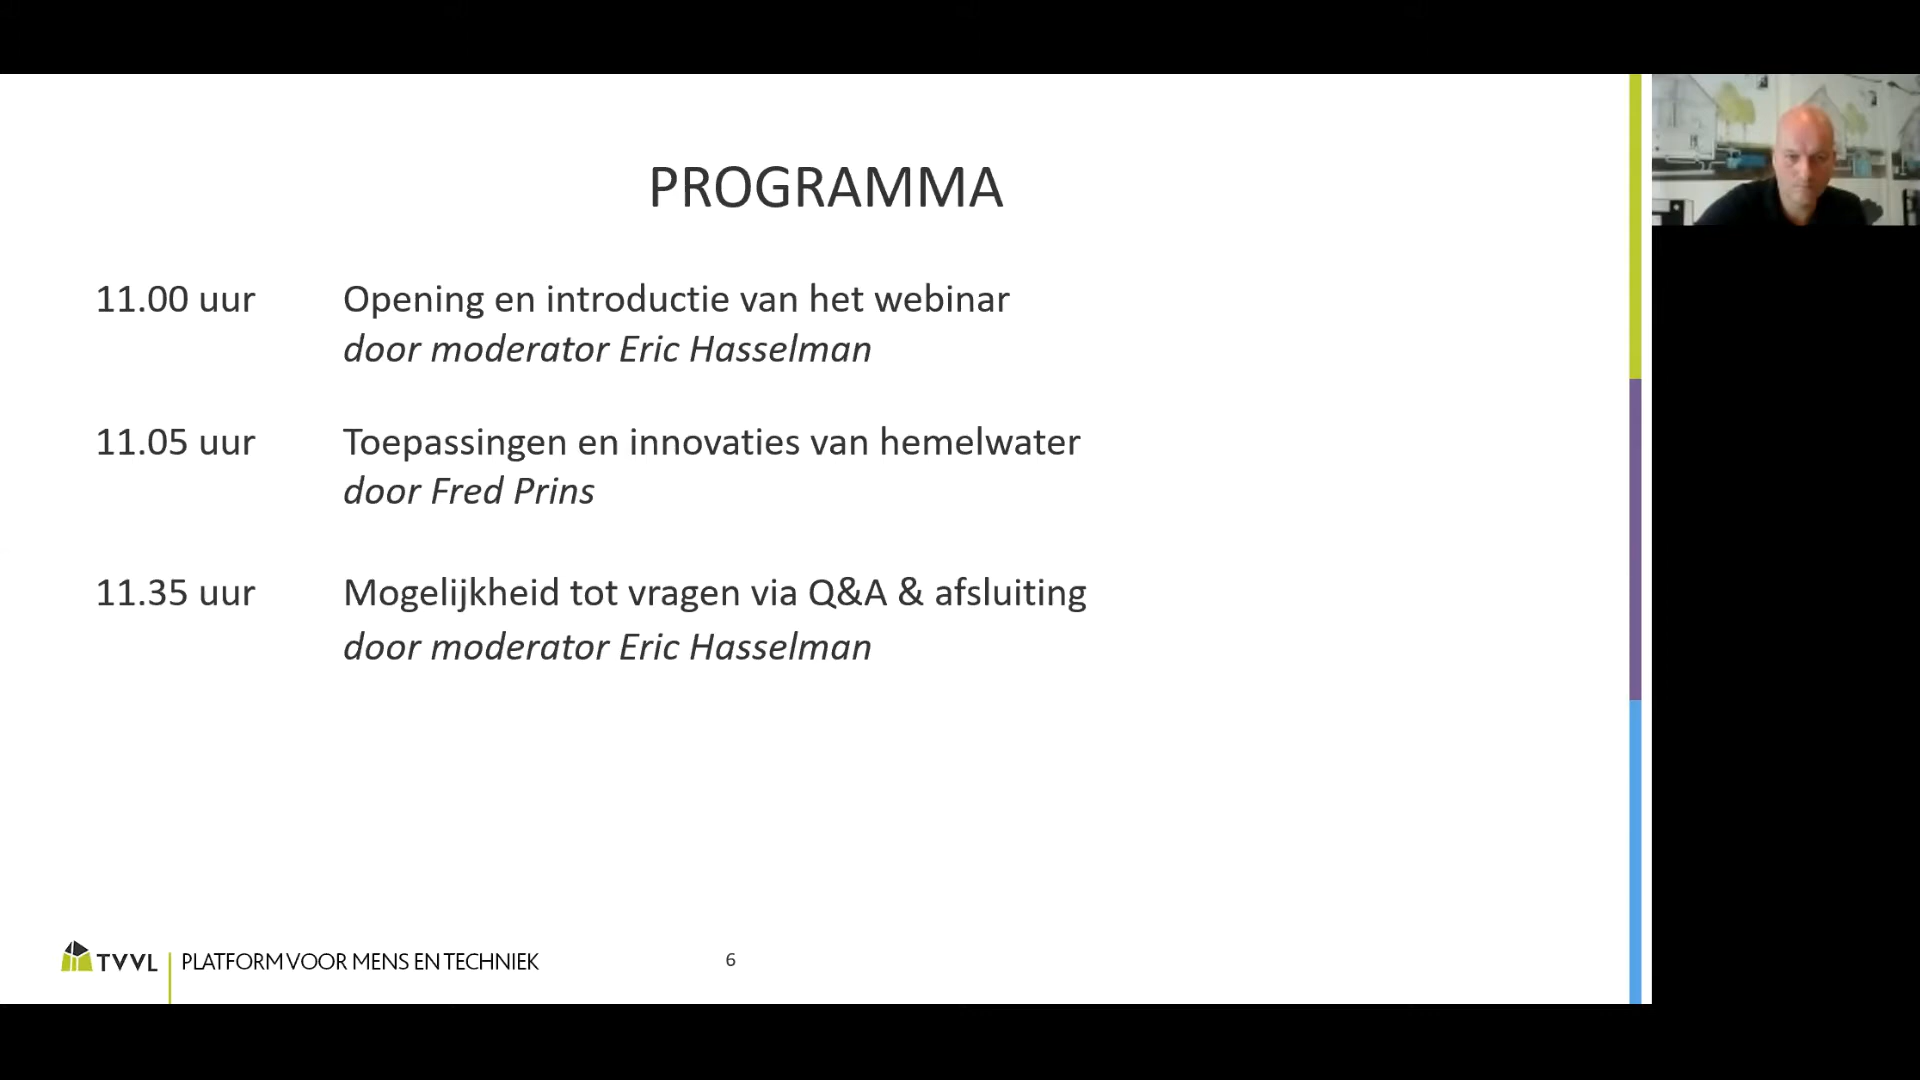 PROGRAMMA
11.00 uur Opening en introductie van het webinar
door moderator Eric Hasselman
11.05 uur Toepassingen en innovaties van hemelwater
door Fred Prins
11.35 uur Mogelijkheid tot vragen via Q&A & afsluiting
door moderator Eric Hasselman
TVVL PLATFORM VOOR MENS EN TECHNIEK 6